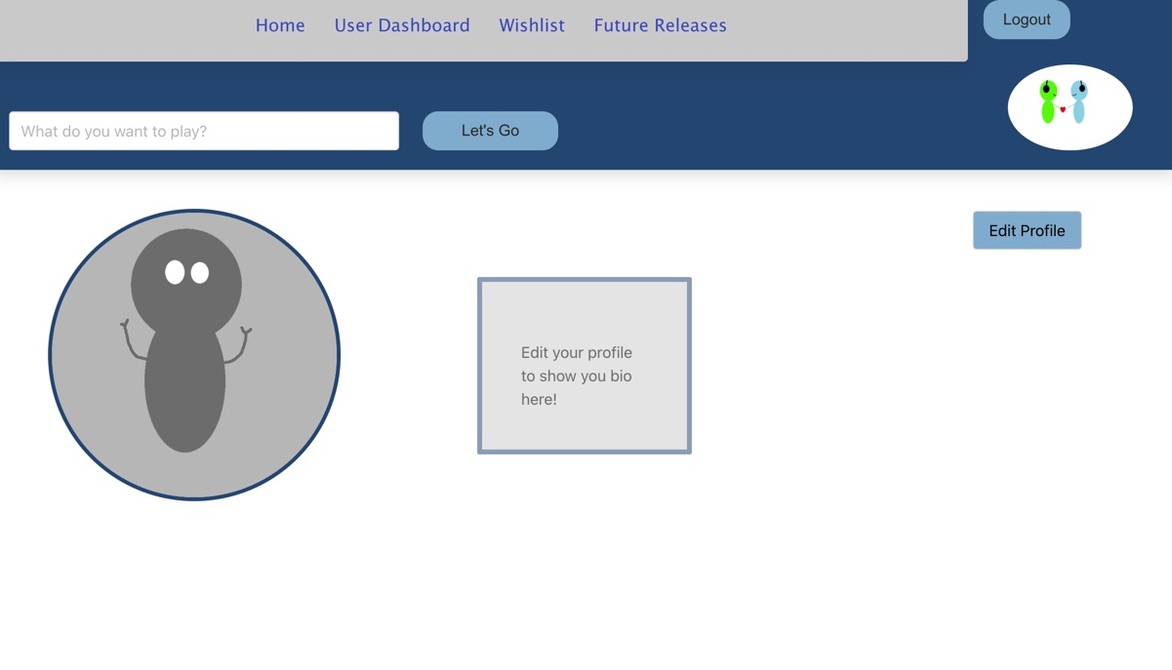 Home User Dashboard Wishlist Future Releases
Logout
What do you want to play?
Let's Go
Edit Profile
Edit your profile
to show you bio
here!